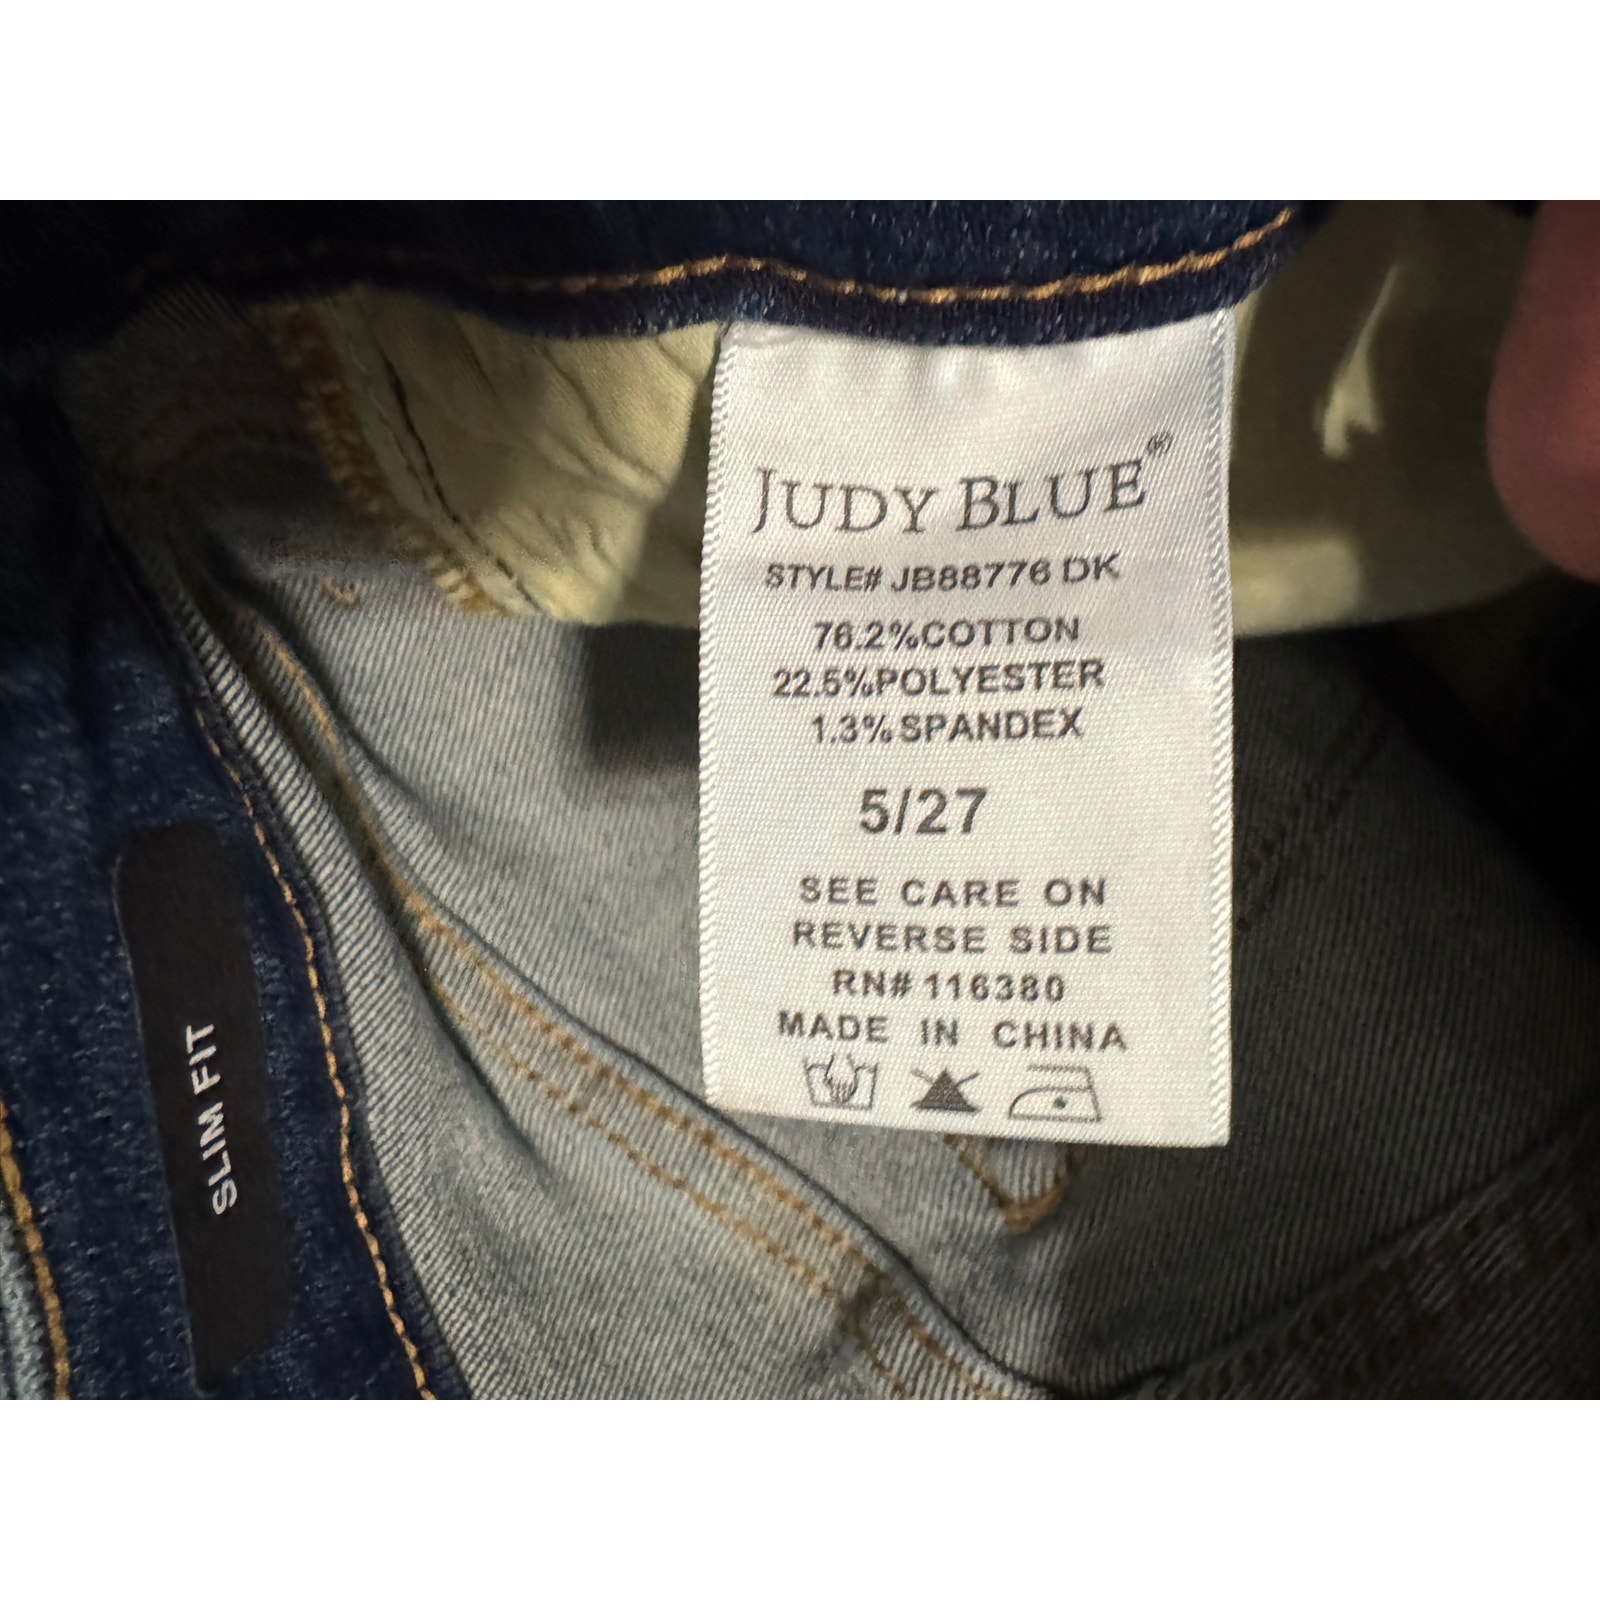 JUDY BLUE®
STYLE# JB88776 DK
76.2%COTTON
22.5%POLYESTER
1.3%SPANDEX
5/27
SEE CARE ON
REVERSE SIDE
RN# 116380
MADE IN CHINA
SLIM FIT